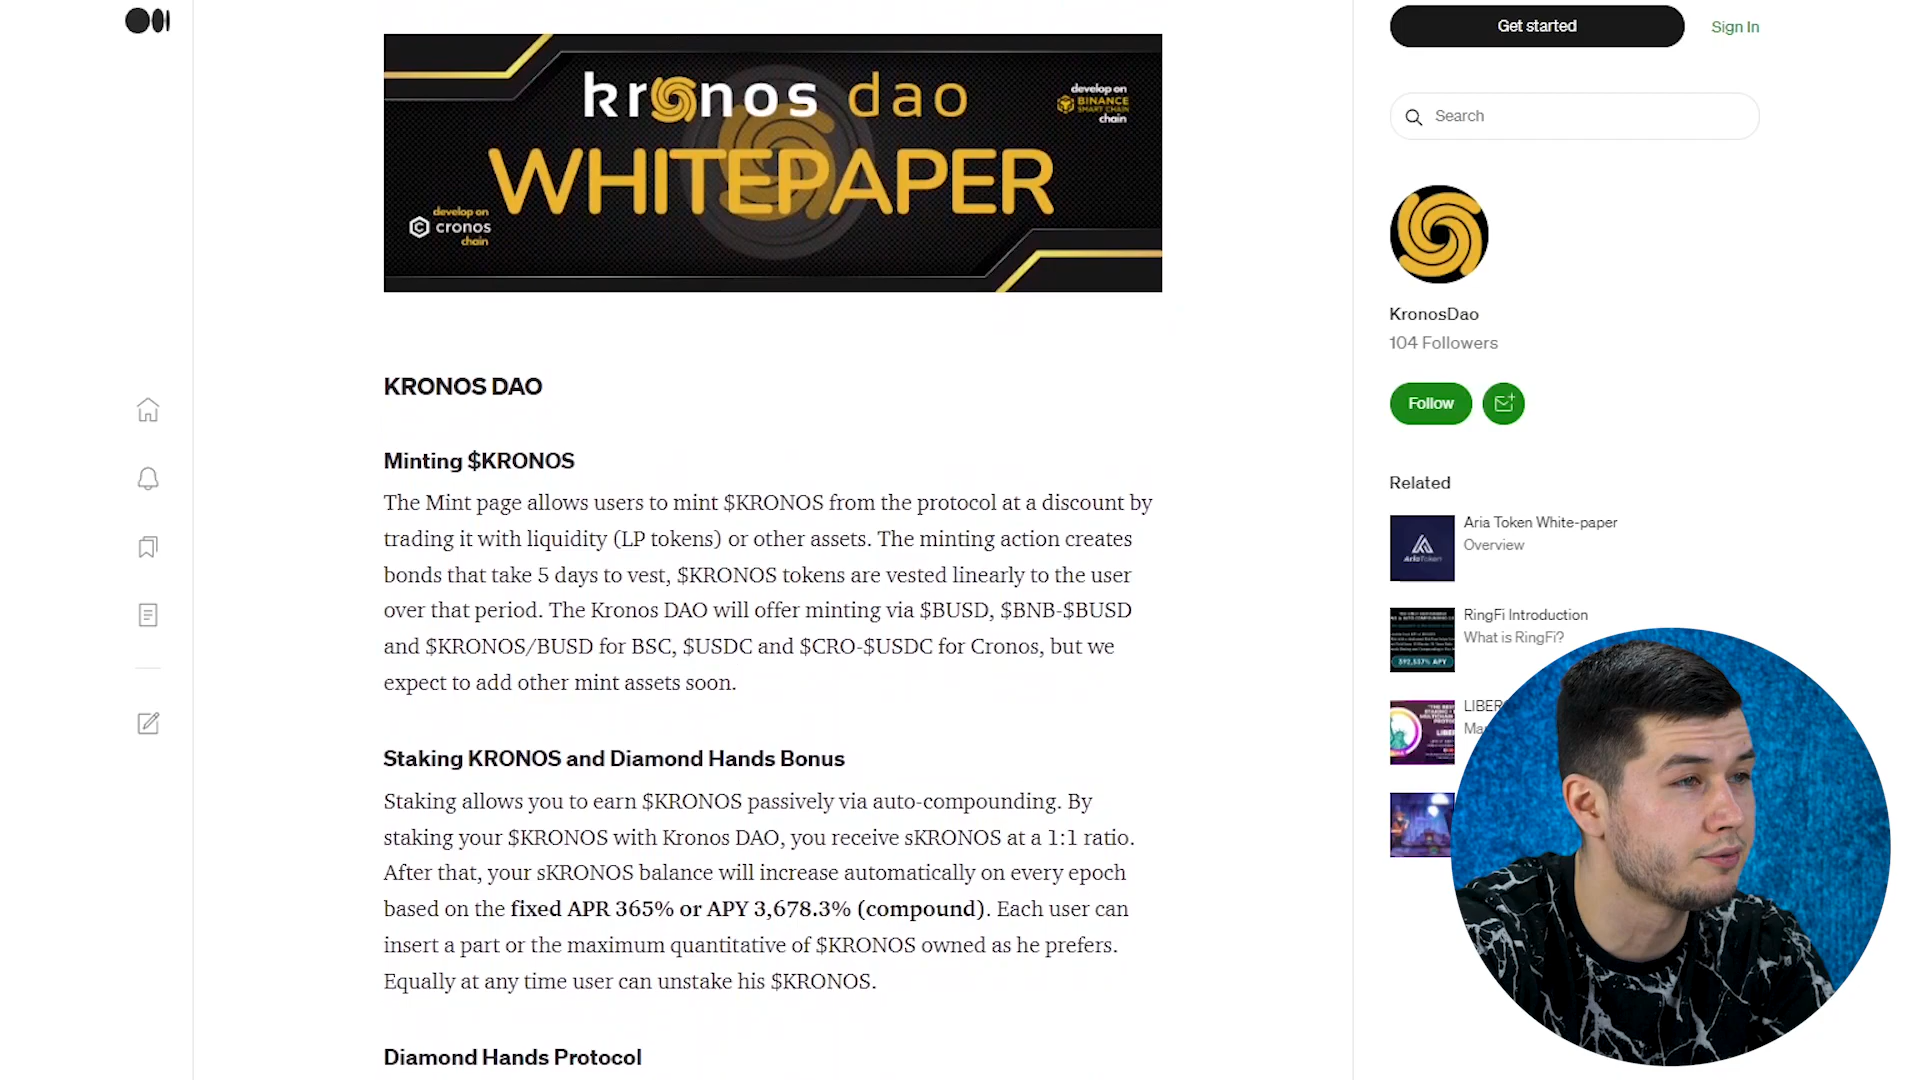 Get started
Sign In
kronos dao
develop on
BINANCE
SMART CHAIN
chain
WHITEPAPER
develop on
cronos
chain
Search
KronosDao
104 Followers
Follow
KRONOS DAO
Minting $KRONOS
The Mint page allows users to mint $KRONOS from the protocol at a discount by
trading it with liquidity (LP tokens) or other assets. The minting action creates
bonds that take 5 days to vest, $KRONOS tokens are vested linearly to the user
over that period. The Kronos DAO will offer minting via $BUSD, $BNB-$BUSD
and $KRONOS/BUSD for BSC, $USDC and $CRO-$USDC for Cronos, but we
expect to add other mint assets soon.
Staking KRONOS and Diamond Hands Bonus
Staking allows you to earn $KRONOS passively via auto-compounding. By
staking your $KRONOS with Kronos DAO, you receive sKRONOS at a 1:1 ratio.
After that, your sKRONOS balance will increase automatically on every epoch
based on the fixed APR 365% or APY 3,678.3% (compound). Each user can
insert a part or the maximum quantitative of $KRONOS owned as he prefers.
Equally at any time user can unstake his $KRONOS.
Diamond Hands Protocol
Related
AriaToken
Aria Token White-paper
Overview
RingFi Introduction
What is RingFi?
392,537% APY
LIBER
Ma